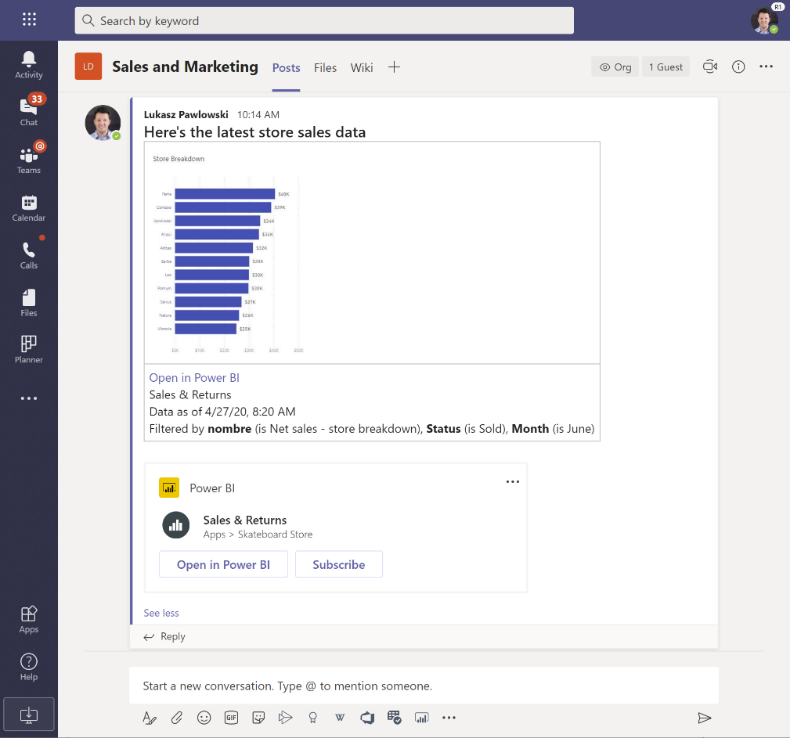 Search by keyword
R1
Activity
33
Chat
@
Teams
Calendar
Calls
Files
Planner
Apps
Help
LD
Sales and Marketing
Posts
Files
Wiki
Org
1 Guest
Lukasz Pawlowski 10:14 AM
Here's the latest store sales data
Store Breakdown
Open in Power BI
Sales & Returns
Data as of 4/27/20, 8:20 AM
Filtered by nombre (is Net sales - store breakdown), Status (is Sold), Month (is June)
Power BI
Sales & Returns
Apps > Skateboard Store
Open in Power BI
Subscribe
See less
Reply
Start a new conversation. Type @ to mention someone.
GIF